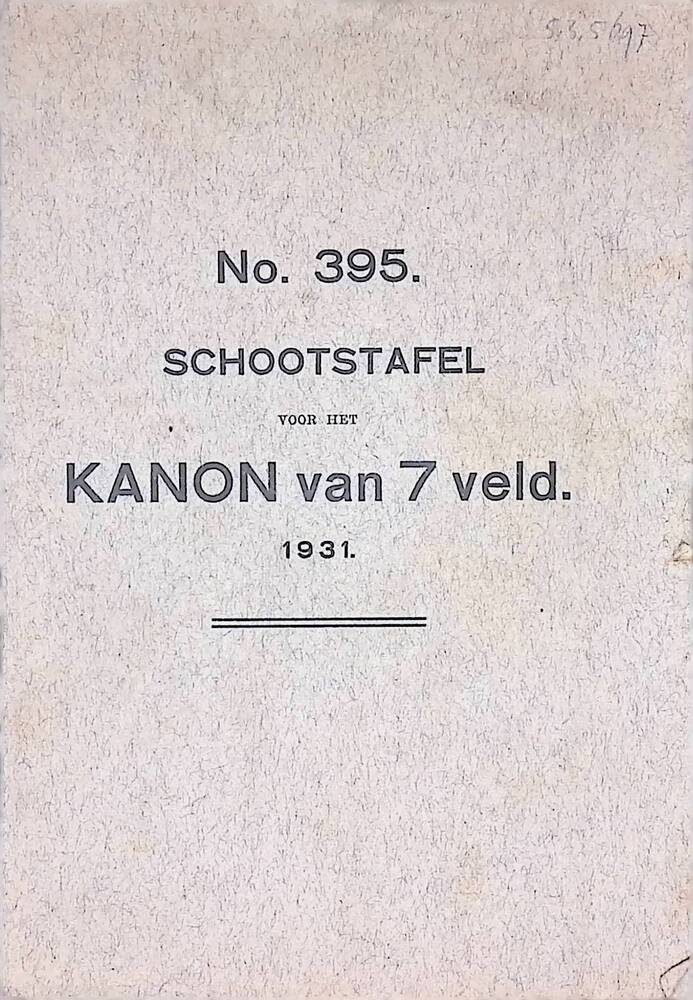 No. 395.
SCHOOTSTAFEL
VOOR HET
KANON van 7 veld.
1931.